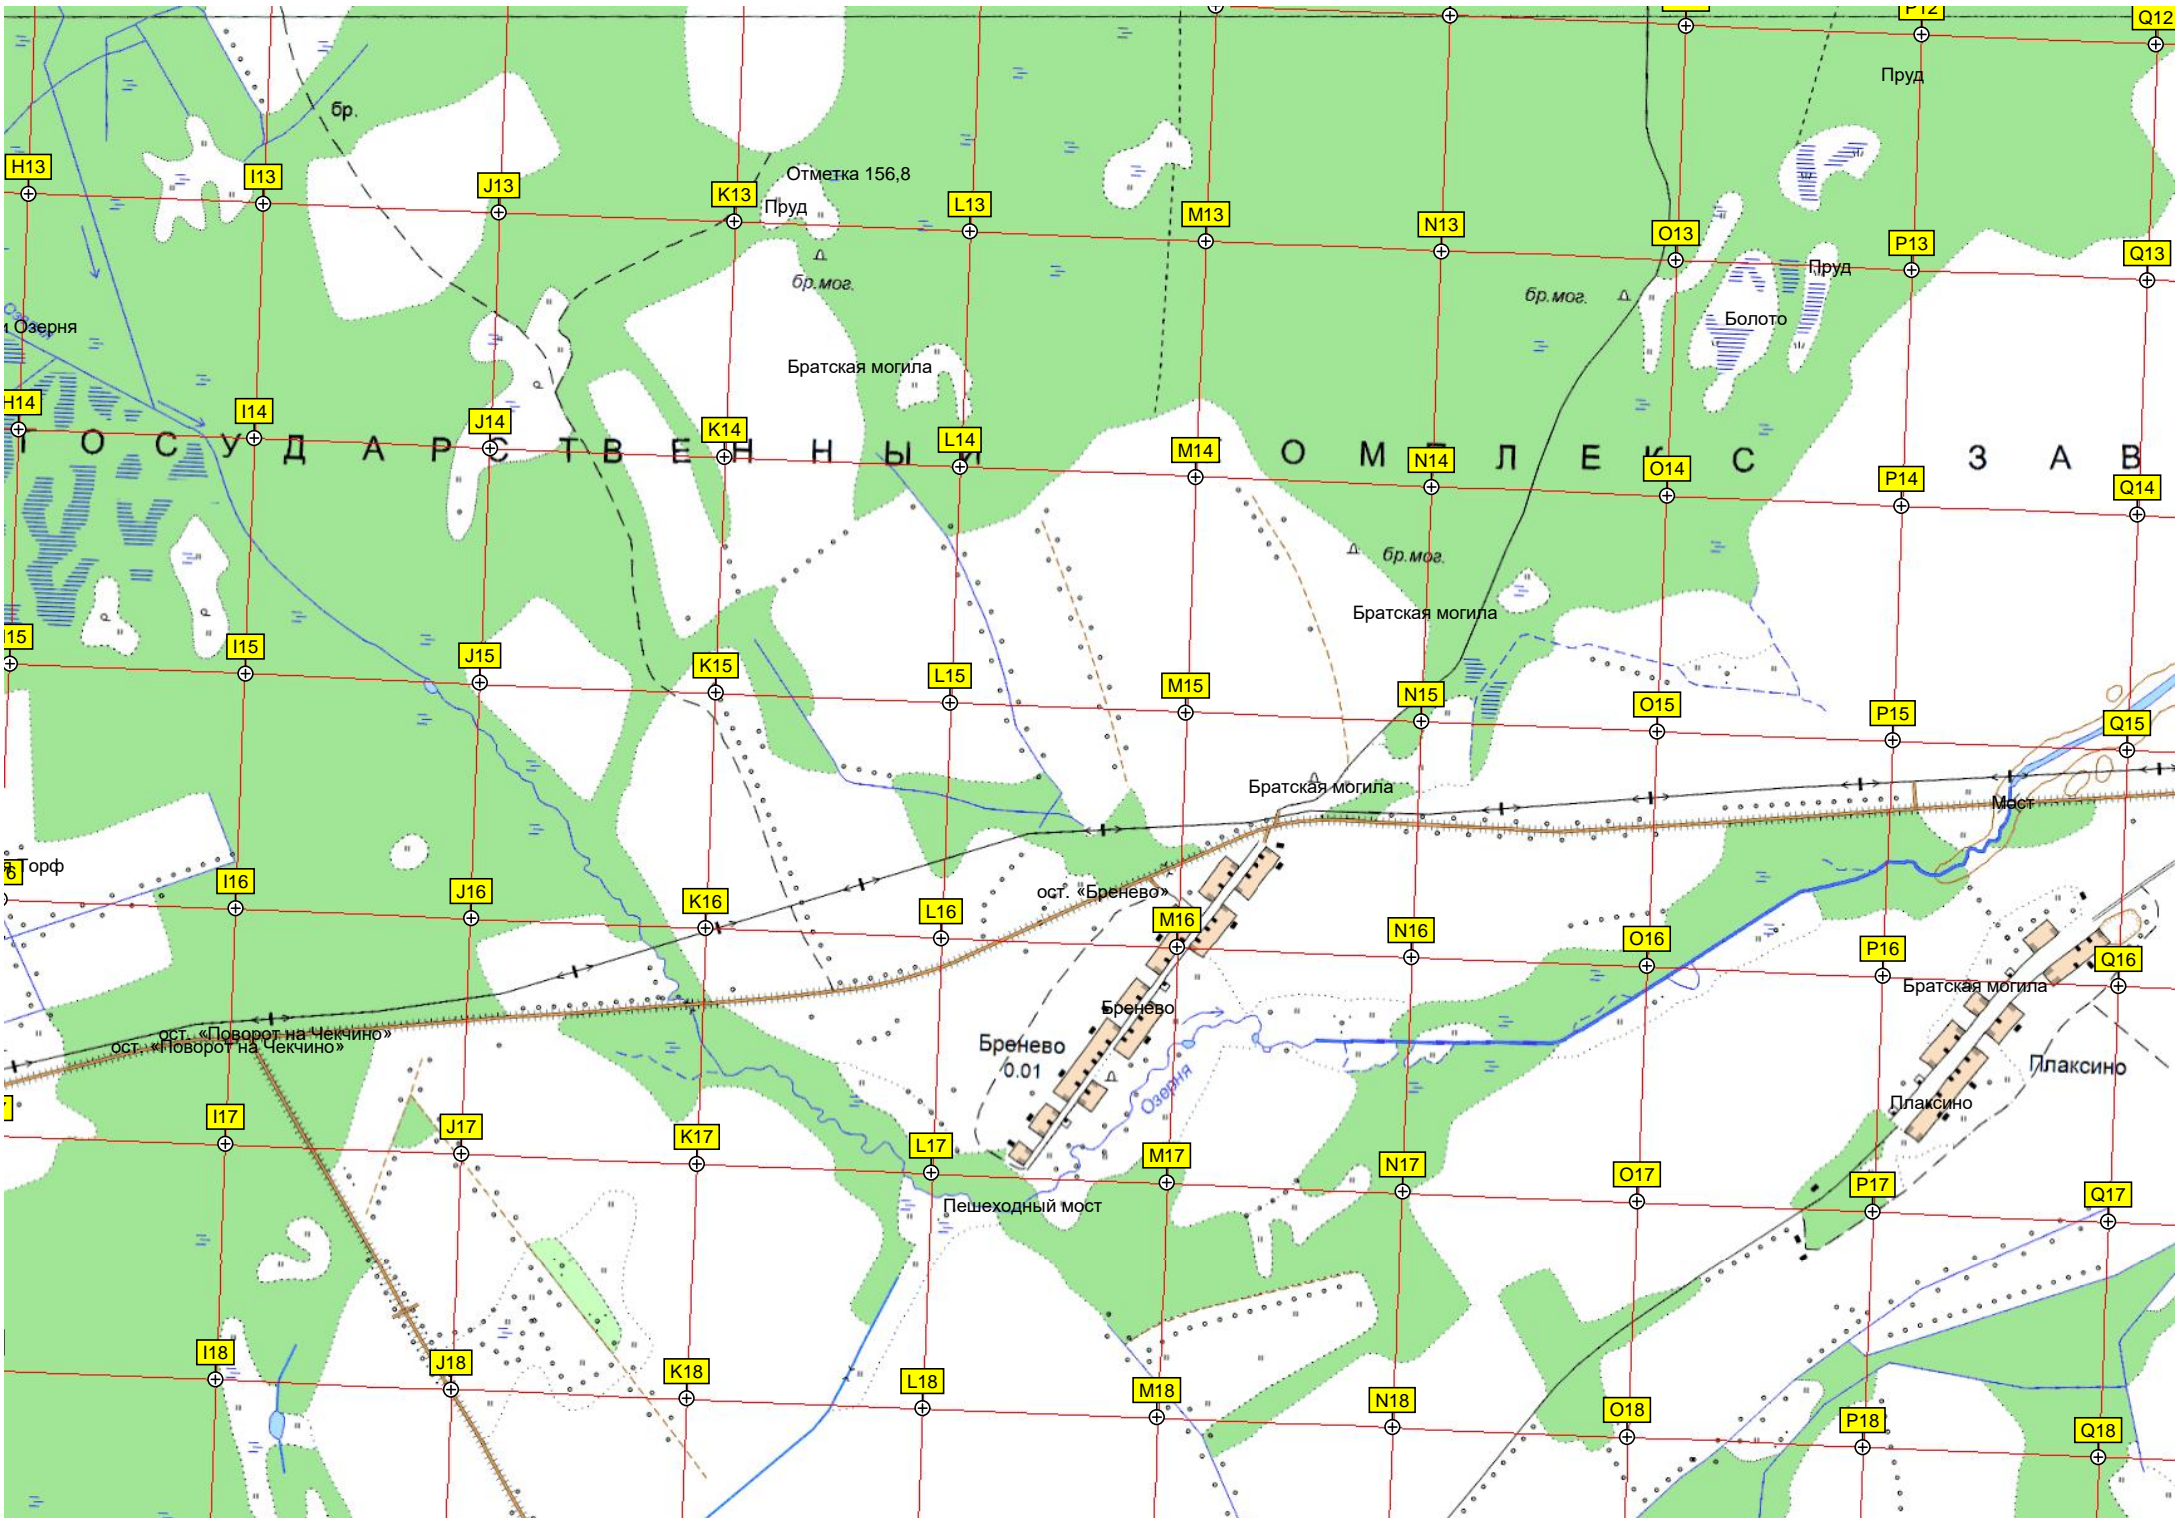 P12
Q12
Пруд
бр.
H13
I13
J13
K13
Отметка 156,8
Пруд
L13
M13
N13
O13
P13
Q13
Пруд
бр.мог.
бр.мог.
Болото
Озерня
Братская могила
H14
I14
J14
K14
L14
M14
N14
O14
P14
Q14
ГОСУДАРСТВЕННЫЙ КОМПЛЕКС ЗАВ
бр.мог.
Братская могила
I15
J15
K15
L15
M15
N15
O15
P15
Q15
Братская могила
Мост
Торф
I16
J16
K16
L16
ост. «Бренево»
M16
N16
O16
P16
Q16
Братская могила
Бренево
ост. «Поворот на Чекчино»
ост. «Поворот на Чекчино»
Бренево
0.01
Озерня
Плаксино
Плаксино
I17
J17
K17
L17
M17
N17
O17
P17
Q17
Пешеходный мост
I18
J18
K18
L18
M18
N18
O18
P18
Q18